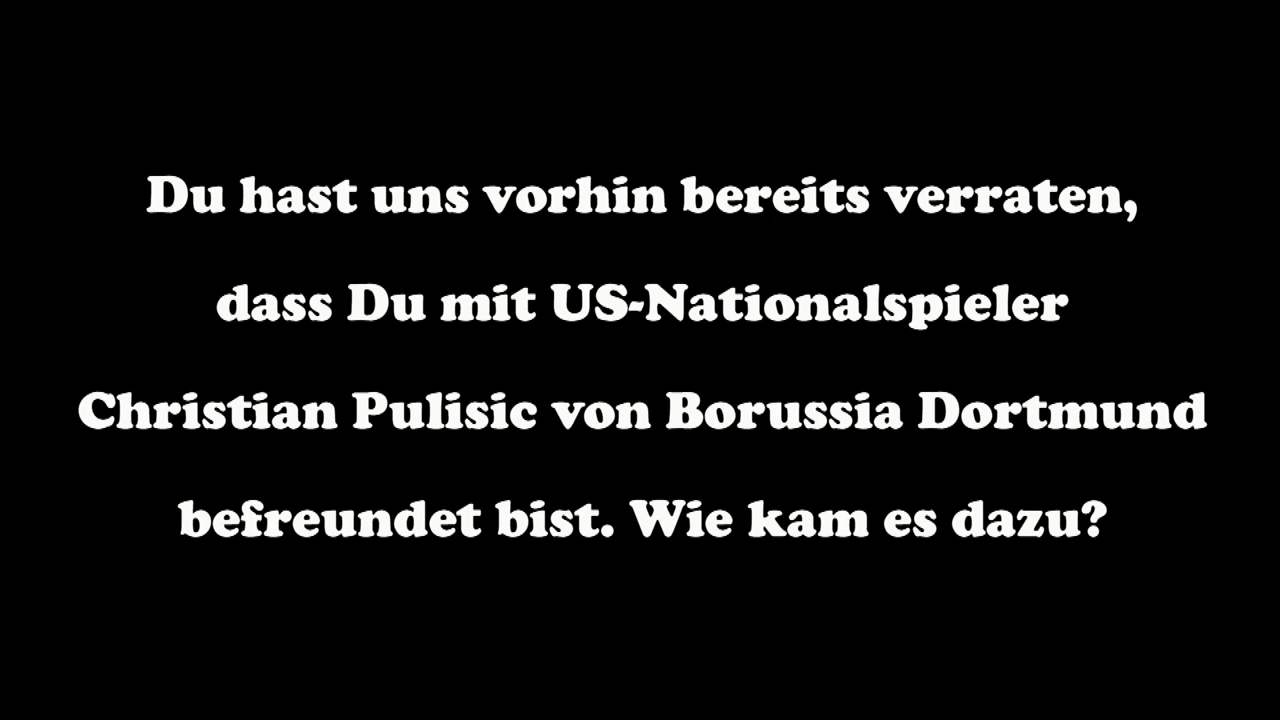 Du hast uns vorhin bereits verraten,
dass Du mit US-Nationalspieler
Christian Pulisic von Borussia Dortmund
befreundet bist. Wie kam es dazu?